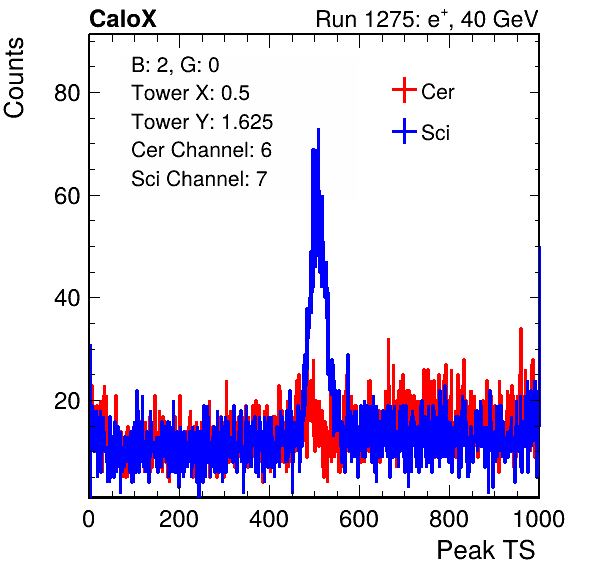 CaloX Run 1275: e⁺, 40 GeV
Counts
B: 2, G: 0
Tower X: 0.5
Tower Y: 1.625
Cer Channel: 6
Sci Channel: 7
Cer
Sci
80
60
40
20
0 200 400 600 800 1000
Peak TS